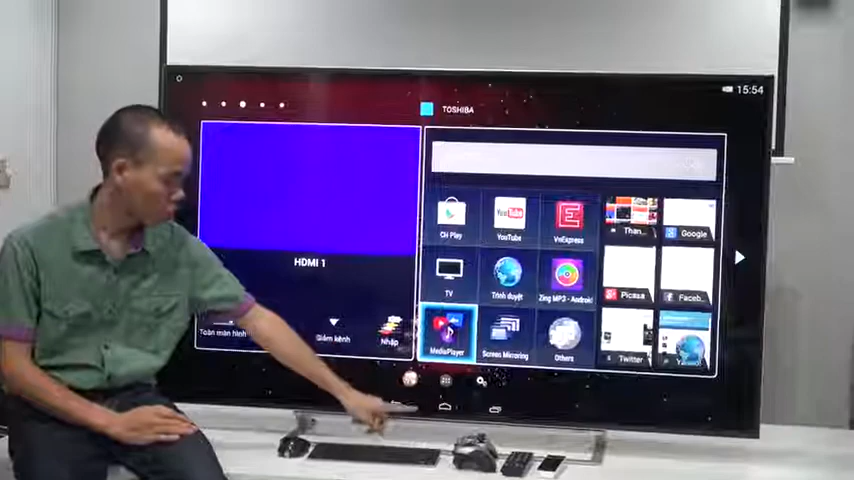 15:54
TOSHIBA
CH Play
YouTube
VnExpress
Than...
Google
HDMI 1
TV
Trình duyệt
Zing MP3 - Android
Picasa
Faceb..
Toàn màn hình
Giảm kênh
Nhập
MediaPlayer
Screen Mirroring
Others
Twitter